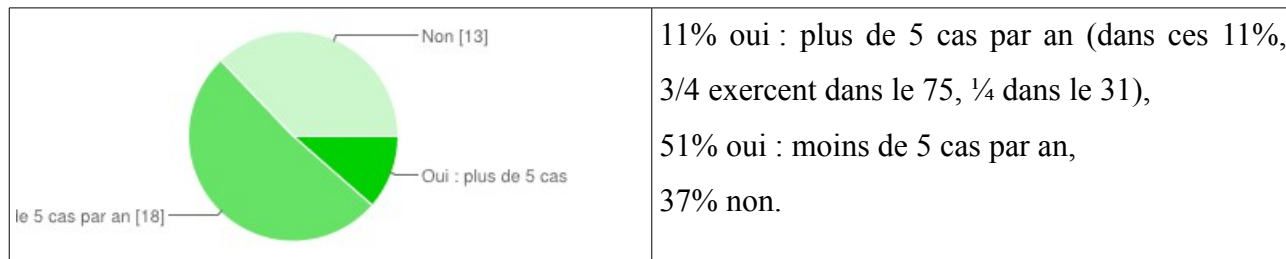 Non [13]
Oui : plus de 5 cas
le 5 cas par an [18]
11% oui : plus de 5 cas par an (dans ces 11%,
3/4 exercent dans le 75, ¼ dans le 31),
51% oui : moins de 5 cas par an,
37% non.